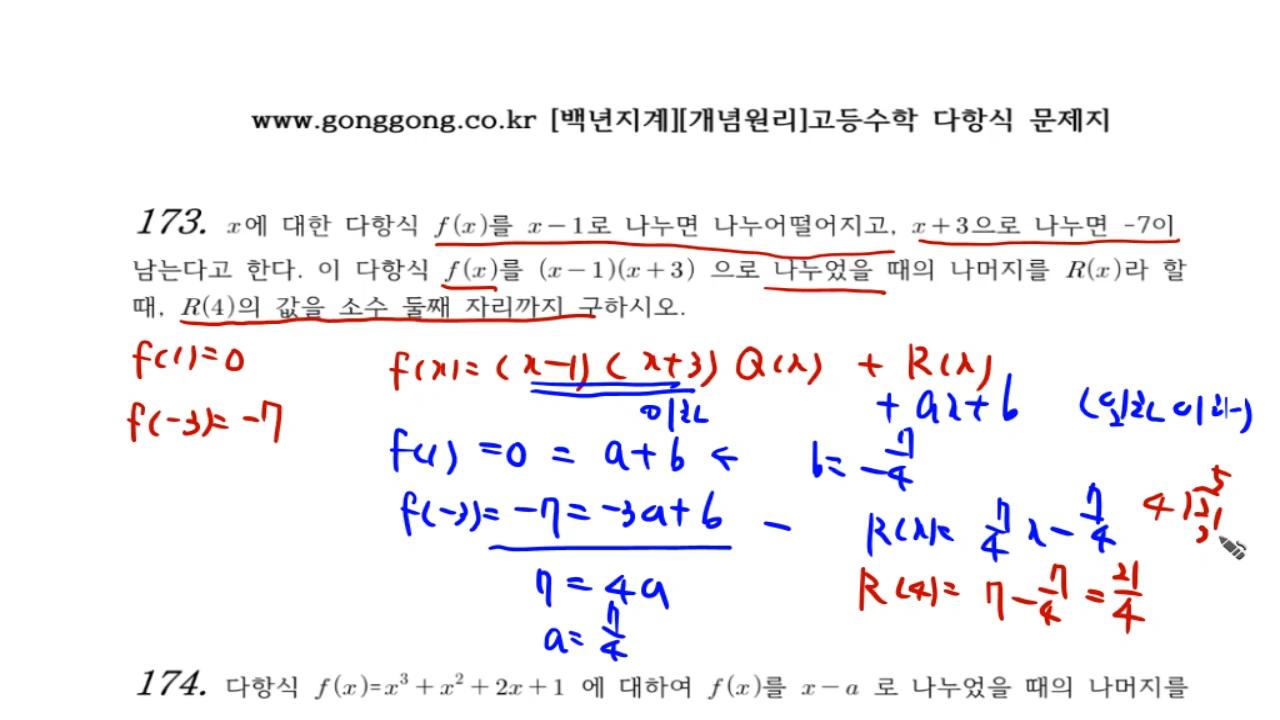 www.gonggong.co.kr [백년지계][개념원리]고등수학 다항식 문제지
173. x에 대한 다항식 f(x)를 x-1로 나누면 나누어떨어지고, x+3으로 나누면 -7이
남는다고 한다. 이 다항식 f(x)를 (x-1)(x+3) 으로 나누었을 때의 나머지를 R(x)라 할
때, R(4)의 값을 소수 둘째 자리까지 구하시오.
f(1)=0
f(-3)=-7
f(x)=(x-1)(x+3)Q(x) + R(x)
이차
+ ax+b
f(1)=0 = a+b ←
f(-3)=-7=-3a+b -
7=4a
a=7/4
b=-7/4
R(x)= 7/4 x - 7/4
R(4)= 7-7/4 = 21/4
5
4 21
174. 다항식 f(x)=x³+x²+2x+1 에 대하여 f(x)를 x-a 로 나누었을 때의 나머지를